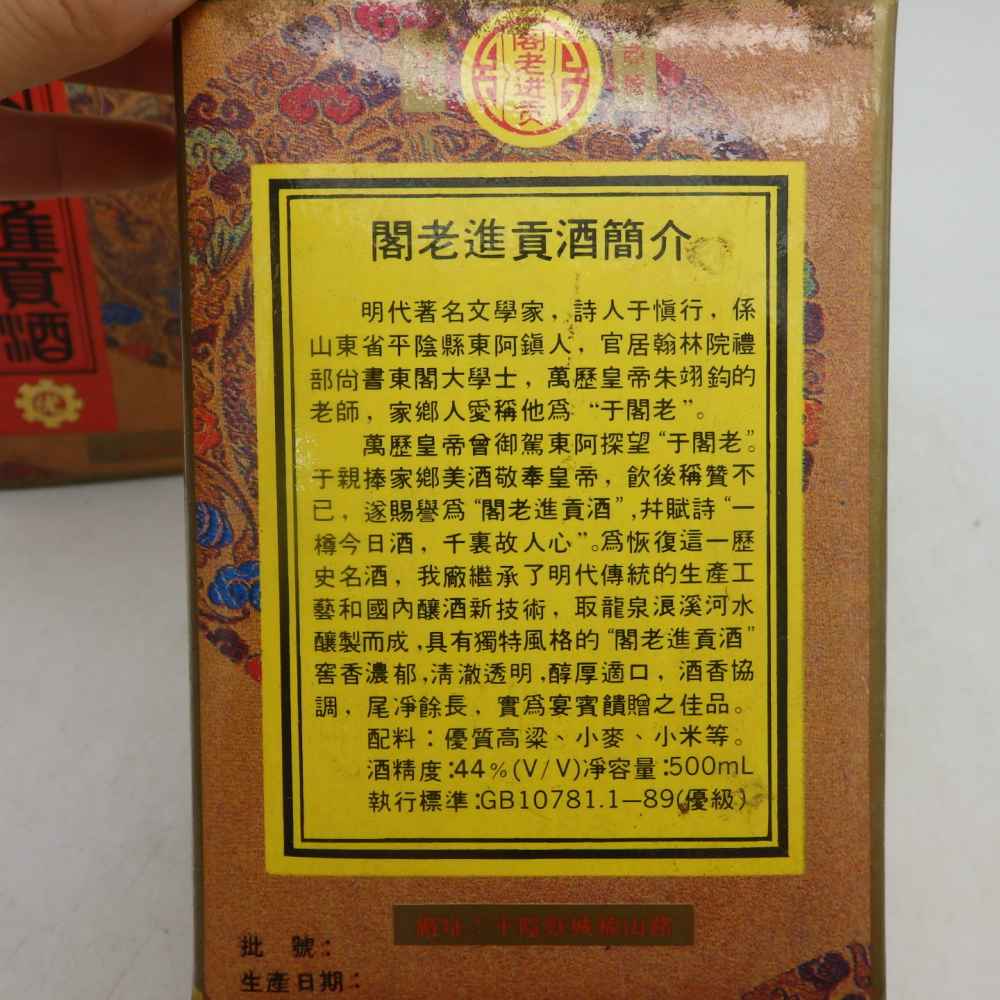 閣老进贡
閣老進貢酒簡介
明代著名文學家，詩人于慎行，係
山東省平陰縣東阿鎮人，官居翰林院禮
部尚書東閣大學士，萬歷皇帝朱翊鈞的
老師，家鄉人愛稱他爲“于閣老”。
萬歷皇帝曾御駕東阿探望“于閣老”。
于親捧家鄉美酒敬奉皇帝，飲後稱贊不
已，遂賜譽爲“閣老進貢酒”，幷賦詩“一
樽今日酒，千裏故人心”。爲恢復這一歷
史名酒，我廠繼承了明代傳統的生產工
藝和國內釀酒新技術，取龍泉浪溪河水
釀製而成，具有獨特風格的“閣老進貢酒”
窖香濃郁，清澈透明，醇厚適口，酒香協
調，尾凈餘長，實爲宴賓饋贈之佳品。
配料：優質高粱、小麥、小米等。
酒精度：44%(V/V)凈容量：500mL
執行標準：GB10781.1—89(優級)
廠址：平陰縣城
批 號：
生產日期：
貢
酒